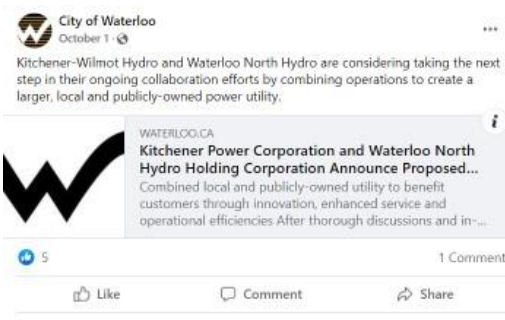 City of Waterloo
October 1 ·
Kitchener-Wilmot Hydro and Waterloo North Hydro are considering taking the next
step in their ongoing collaboration efforts by combining operations to create a
larger, local and publicly-owned power utility.
WATERLOO.CA
Kitchener Power Corporation and Waterloo North
Hydro Holding Corporation Announce Proposed...
Combined local and publicly-owned utility to benefit
customers through innovation, enhanced service and
operational efficiencies After thorough discussions and in-...
5
1 Comment
Like
Comment
Share